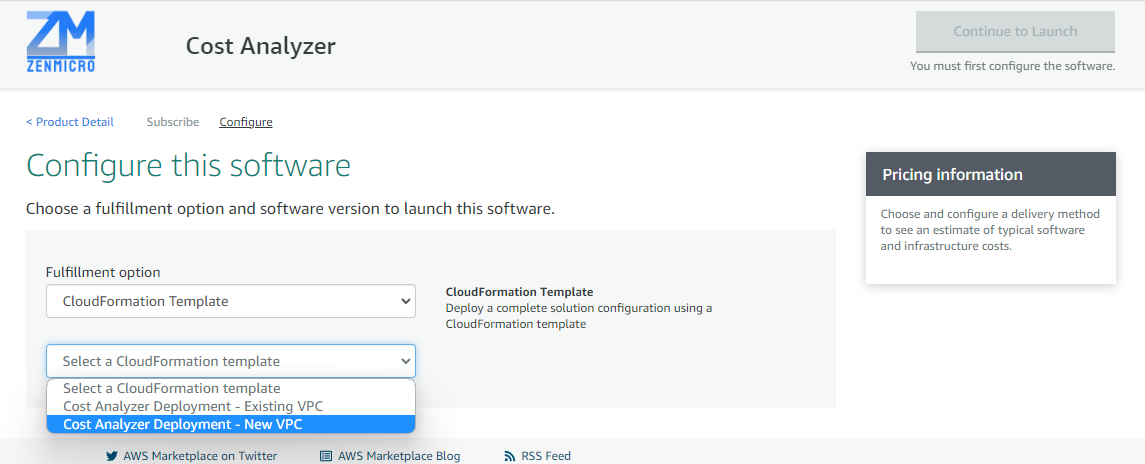 ZM
ZENMICRO
Cost Analyzer
Continue to Launch
You must first configure the software.
< Product Detail
Subscribe
Configure
Configure this software
Choose a fulfillment option and software version to launch this software.
Pricing information
Choose and configure a delivery method
to see an estimate of typical software
and infrastructure costs.
Fulfillment option
CloudFormation Template
CloudFormation Template
Deploy a complete solution configuration using a
CloudFormation template
Select a CloudFormation template
Select a CloudFormation template
Cost Analyzer Deployment - Existing VPC
Cost Analyzer Deployment - New VPC
AWS Marketplace on Twitter
AWS Marketplace Blog
RSS Feed